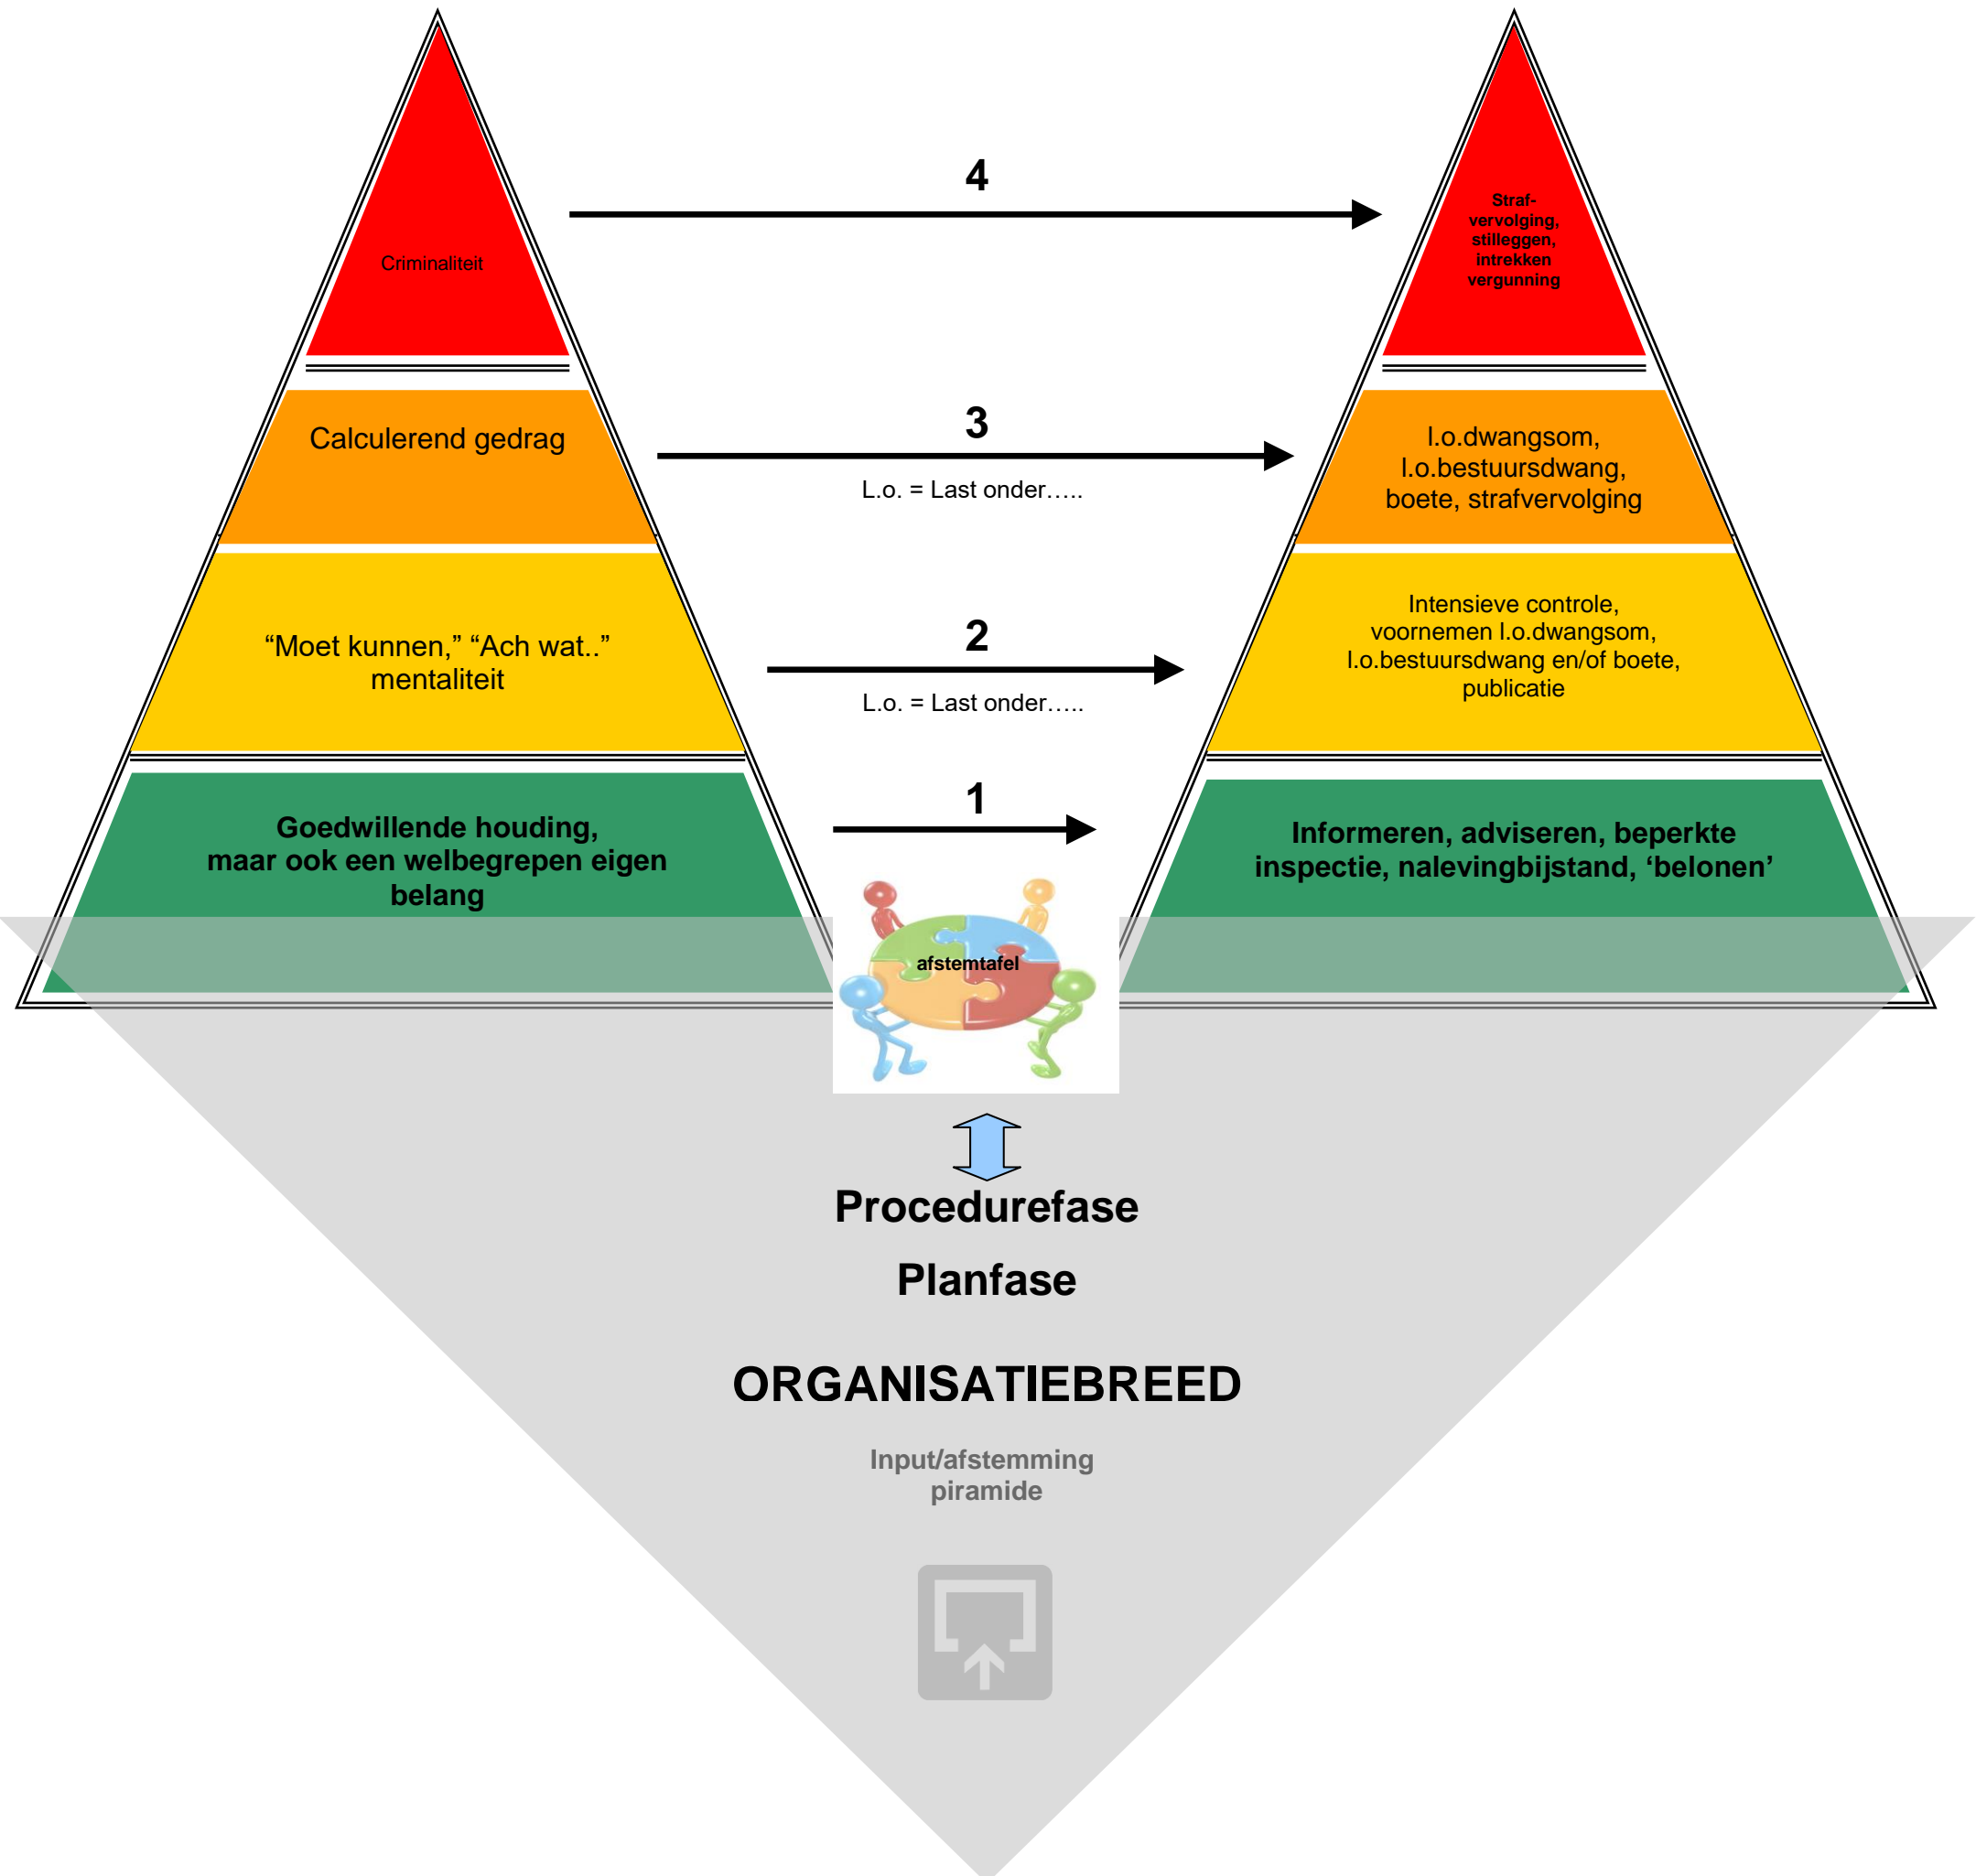 4
Straf-
vervolging,
stilleggen,
intrekken
vergunning
Criminaliteit
3
Calculerend gedrag
l.o.dwangsom,
l.o.bestuursdwang,
boete, strafvervolging
L.o. = Last onder…..
“Moet kunnen,” “Ach wat..”
mentaliteit
2
Intensieve controle,
voornemen l.o.dwangsom,
l.o.bestuursdwang en/of boete,
publicatie
L.o. = Last onder…..
1
Goedwillende houding,
maar ook een welbegrepen eigen
belang
Informeren, adviseren, beperkte
inspectie, nalevingbijstand, ‘belonen’
afstemtafel
Procedurefase
Planfase
ORGANISATIEBREED
Input/afstemming
piramide